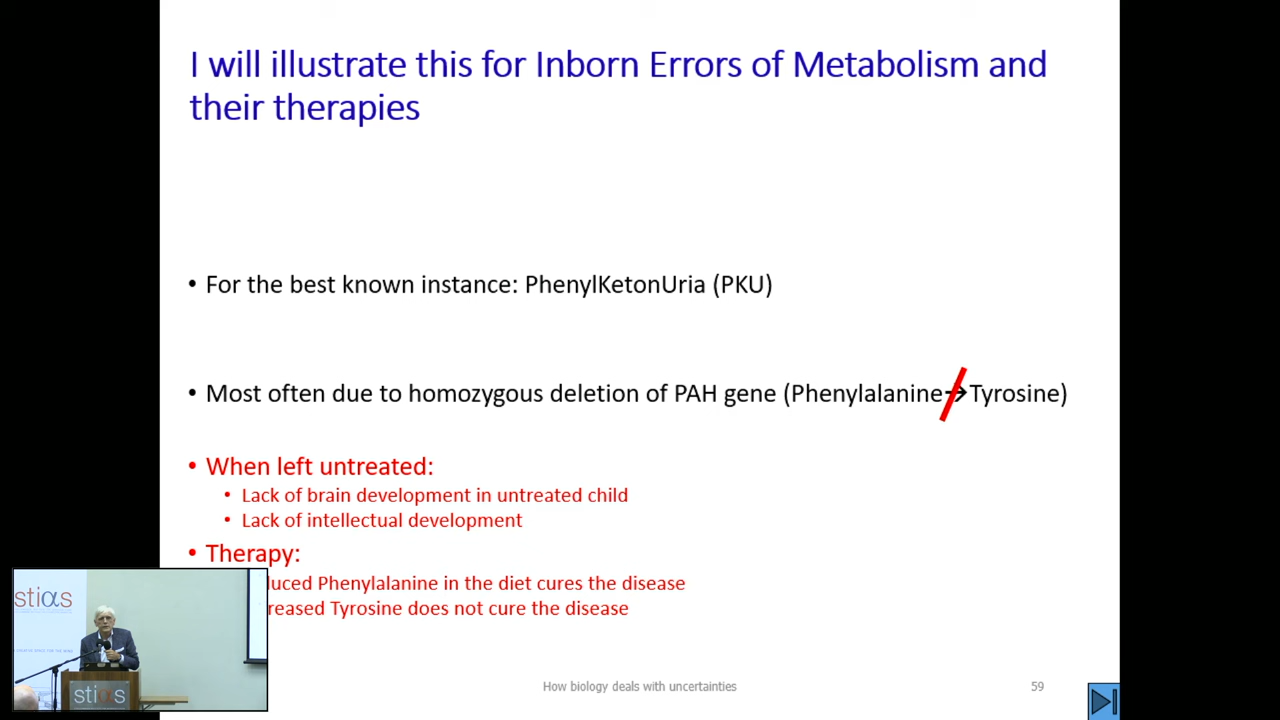 I will illustrate this for Inborn Errors of Metabolism and
their therapies
• For the best known instance: PhenylKetonUria (PKU)
• Most often due to homozygous deletion of PAH gene (Phenylalanine→Tyrosine)
• When left untreated:
• Lack of brain development in untreated child
• Lack of intellectual development
• Therapy:
duced Phenylalanine in the diet cures the disease
reased Tyrosine does not cure the disease
stiαs
stiαs
How biology deals with uncertainties
59